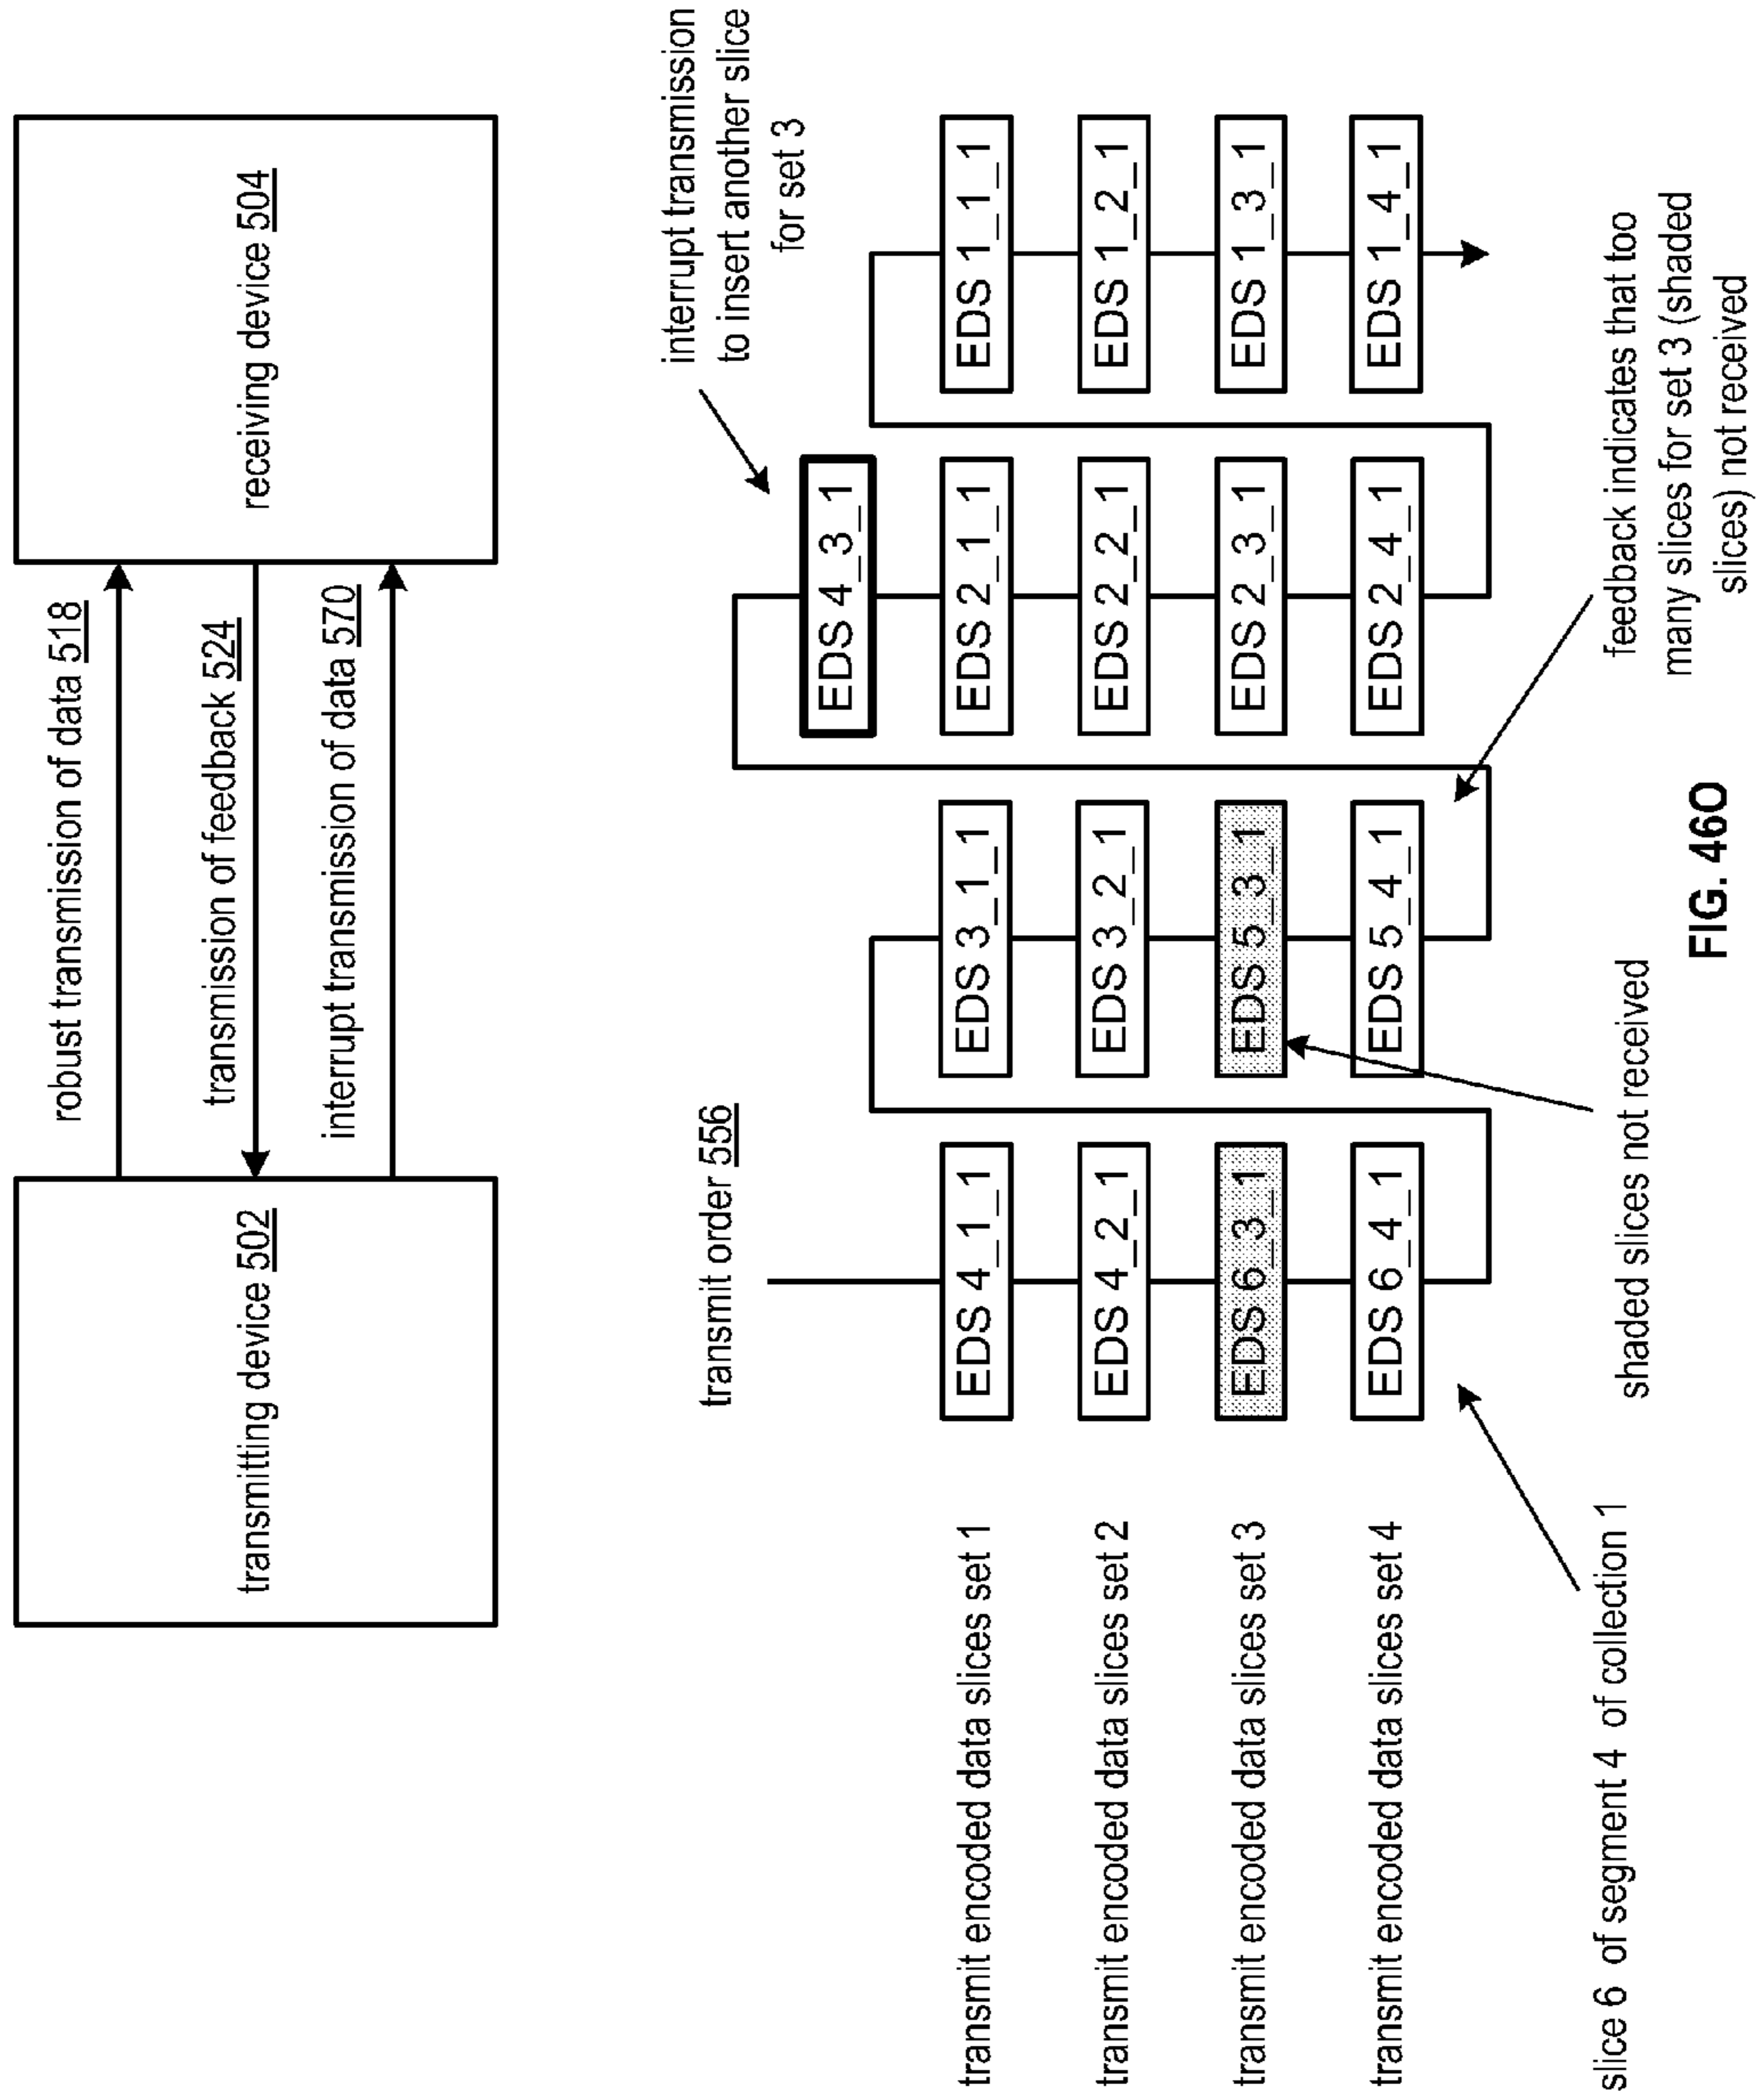 transmitting device 502
robust transmission of data 518
transmission of feedback 524
interrupt transmission of data 570
receiving device 504
transmit order 556
interrupt transmission
to insert another slice
for set 3
EDS 4_3_1
transmit encoded data slices set 1
EDS 4_1_1
EDS 3_1_1
EDS 2_1_1
EDS 1_1_1
transmit encoded data slices set 2
EDS 4_2_1
EDS 3_2_1
EDS 2_2_1
EDS 1_2_1
transmit encoded data slices set 3
EDS 6_3_1
EDS 5_3_1
EDS 2_3_1
EDS 1_3_1
transmit encoded data slices set 4
EDS 6_4_1
EDS 5_4_1
EDS 2_4_1
EDS 1_4_1
slice 6 of segment 4 of collection 1
shaded slices not received
feedback indicates that too
many slices for set 3 (shaded
slices) not received
FIG. 46O